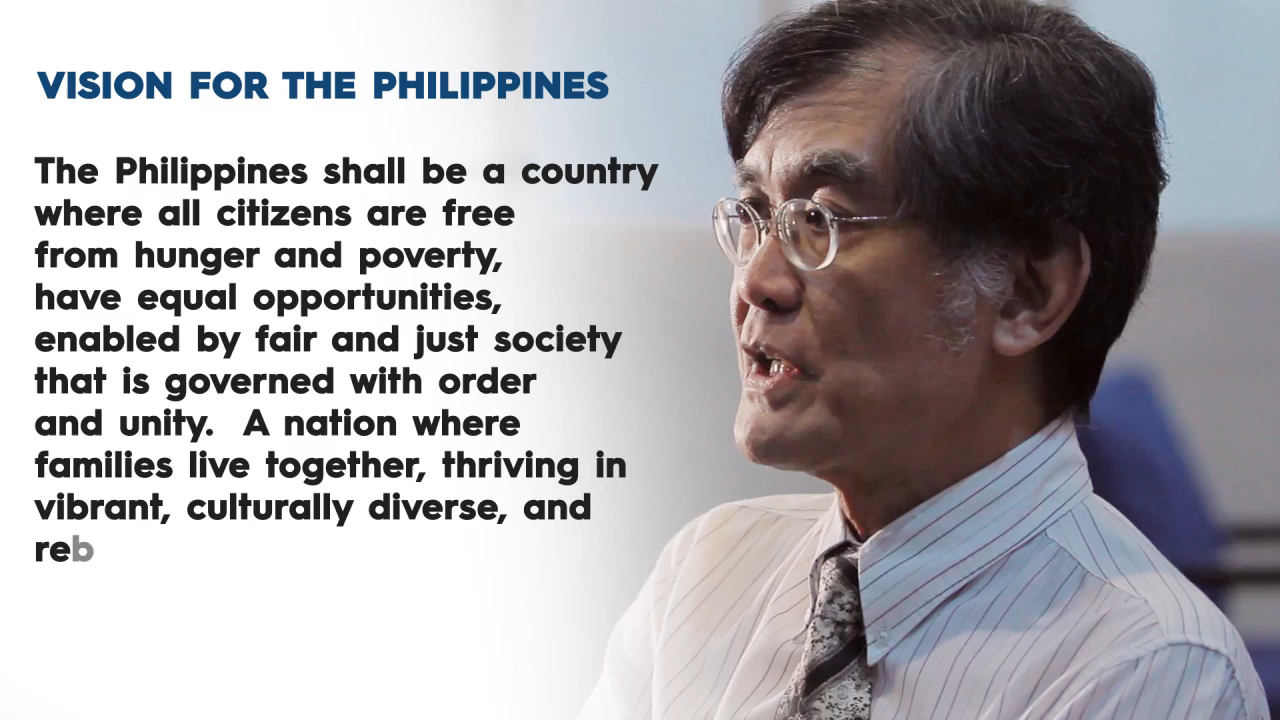 VISION FOR THE PHILIPPINES
The Philippines shall be a country
where all citizens are free
from hunger and poverty,
have equal opportunities,
enabled by fair and just society
that is governed with order
and unity.  A nation where
families live together, thriving in
vibrant, culturally diverse, and
reb